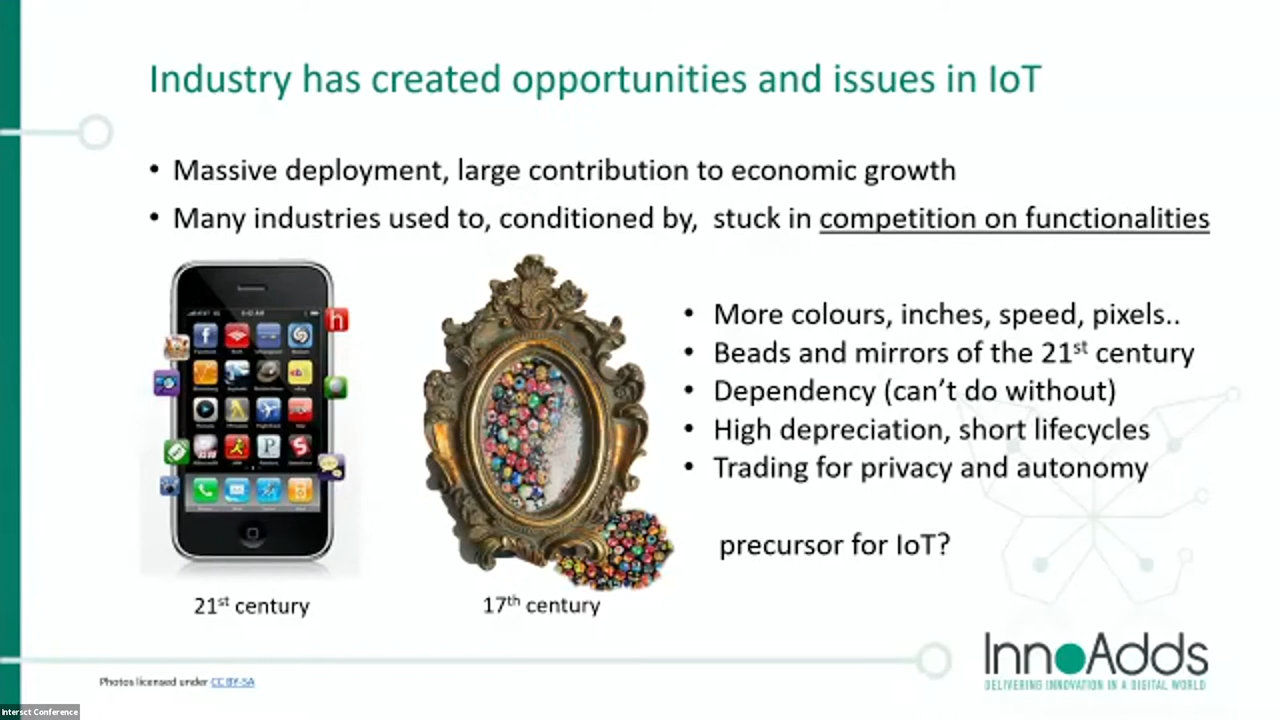 Industry has created opportunities and issues in IoT
• Massive deployment, large contribution to economic growth
• Many industries used to, conditioned by, stuck in competition on functionalities
• More colours, inches, speed, pixels..
• Beads and mirrors of the 21st century
• Dependency (can't do without)
• High depreciation, short lifecycles
• Trading for privacy and autonomy
precursor for IoT?
21st century
17th century
InnoAdds
DELIVERING INNOVATION IN A DIGITAL WORLD
Photos licensed under CC BY-SA
Intersct Conference